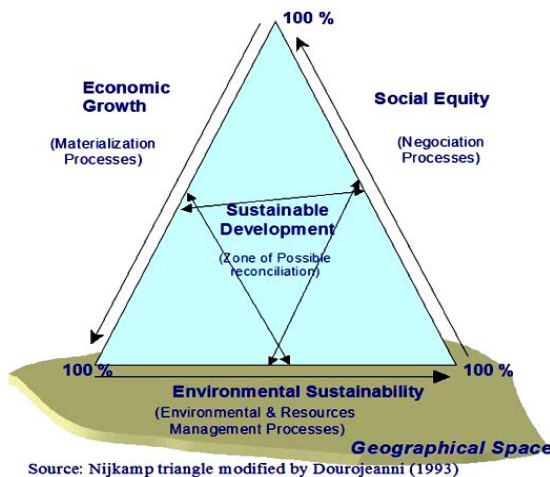 100 %
Economic
Growth
(Materialization
Processes)
Social Equity
(Negociation
Processes)
Sustainable
Development
(Zone of Possible
reconciliation)
100 %
100 %
Environmental Sustainability
(Environmental & Resources
Management Processes)
Geographical Space
Source: Nijkamp triangle modified by Dourojeanni (1993)